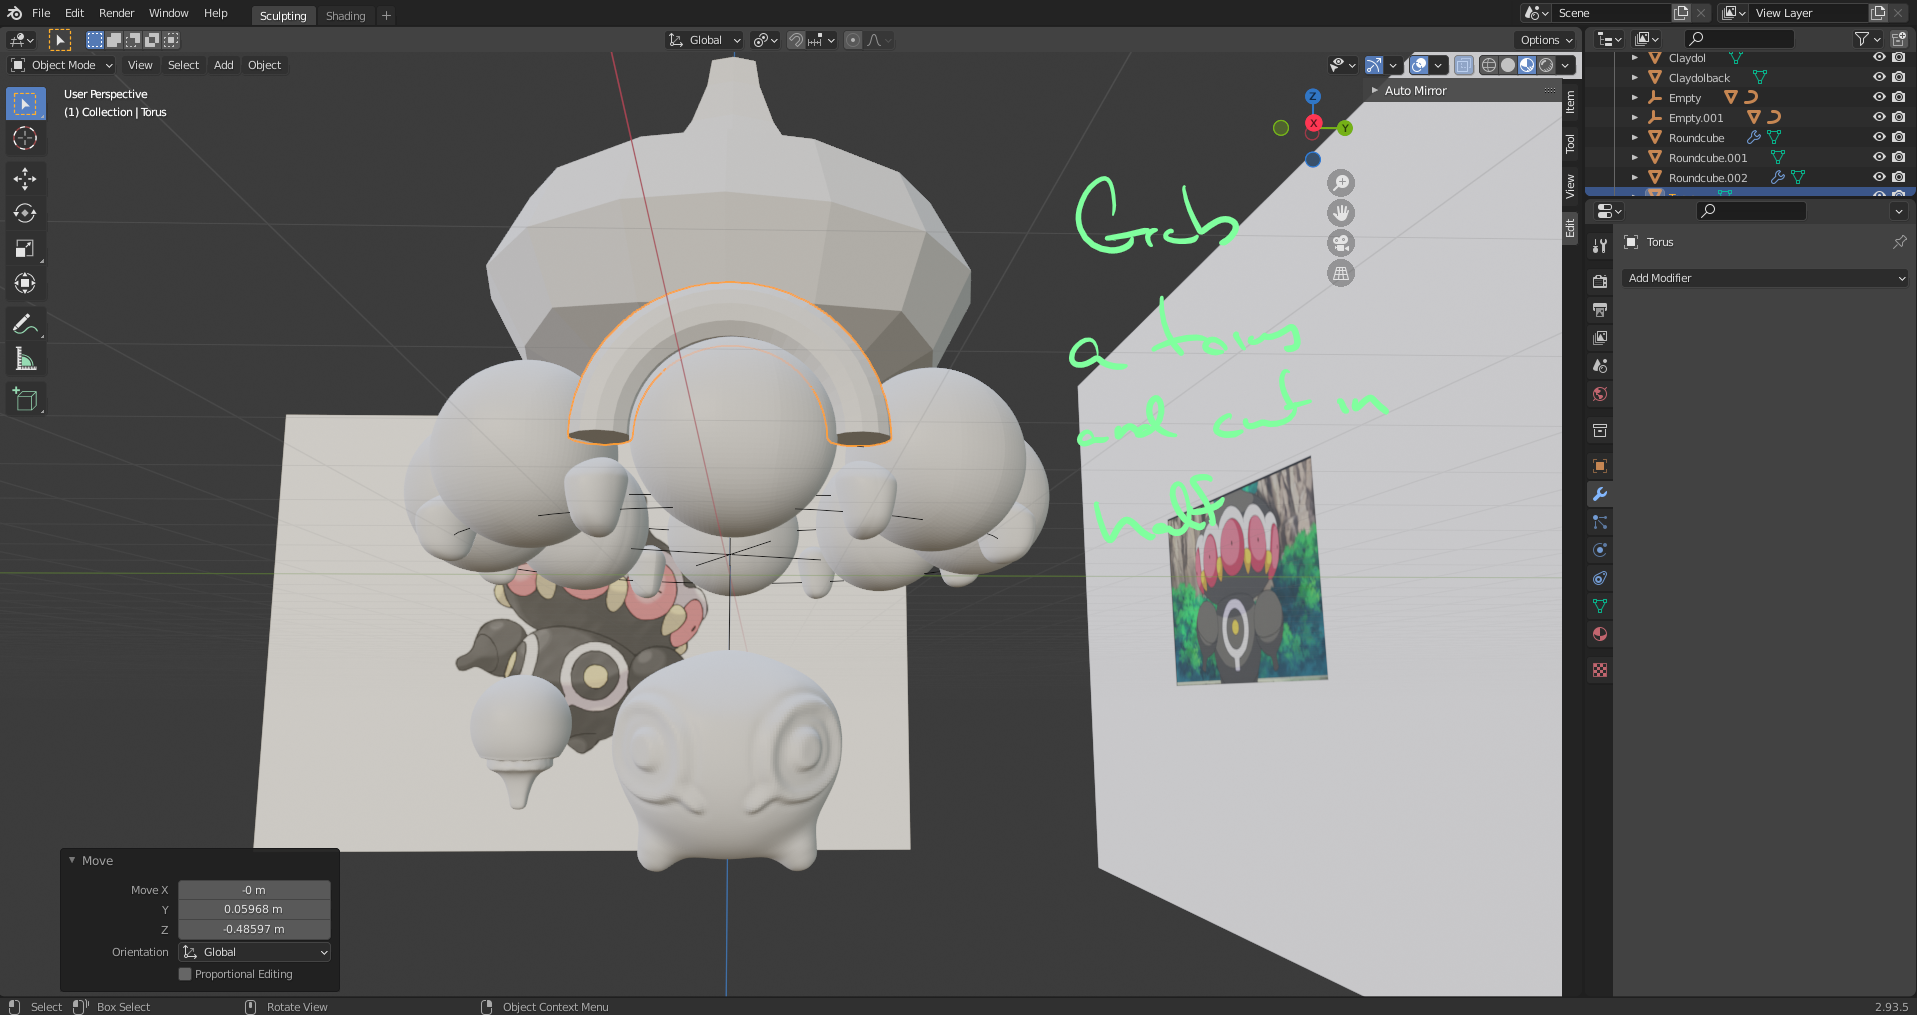 File Edit Render Window Help Sculpting Shading + Scene View Layer
Global Options
Object Mode View Select Add Object
User Perspective
(1) Collection | Torus
Auto Mirror
Z
X
Y
Item
Tool
View
Edit
Claydol
Claydolback
Empty
Empty.001
Roundcube
Roundcube.001
Roundcube.002
Torus
Add Modifier
Grab
a torus
and cut in
half
Move
Move X -0 m
Y 0.05968 m
Z -0.48597 m
Orientation Global
Proportional Editing
Select Box Select Rotate View Object Context Menu 2.93.5